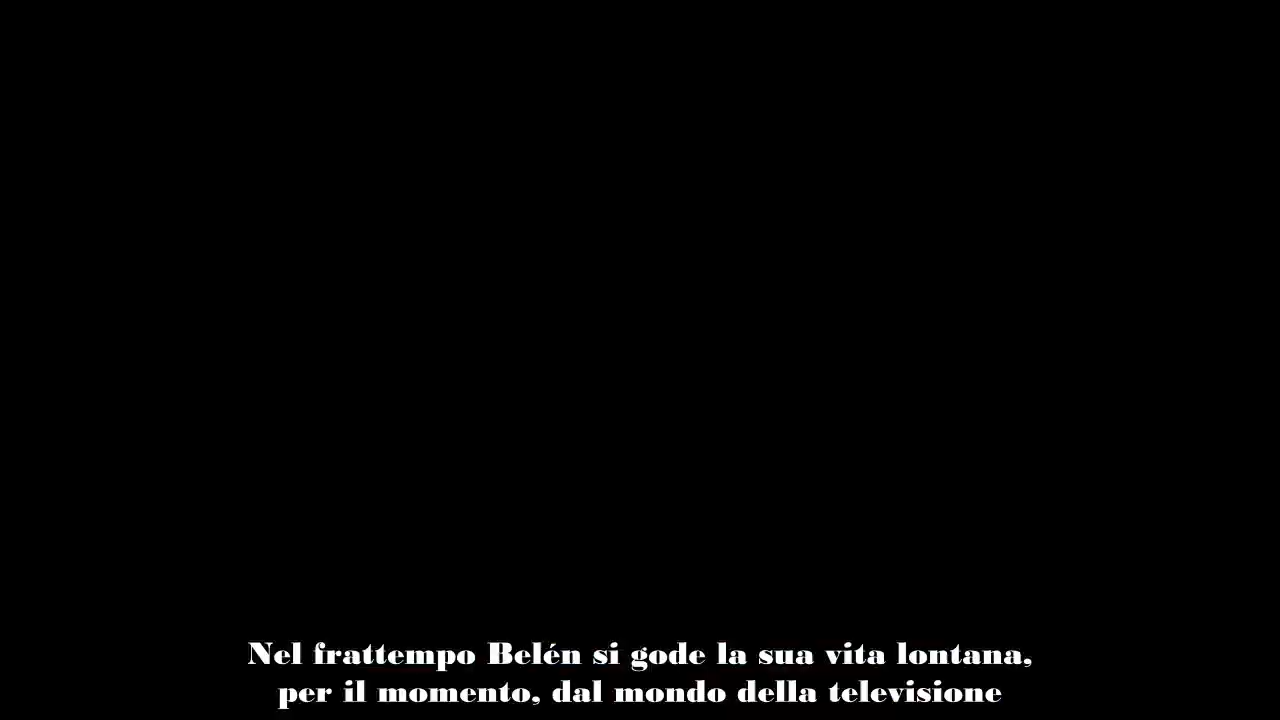 Nel frattempo Belén si gode la sua vita lontana,
per il momento, dal mondo della televisione